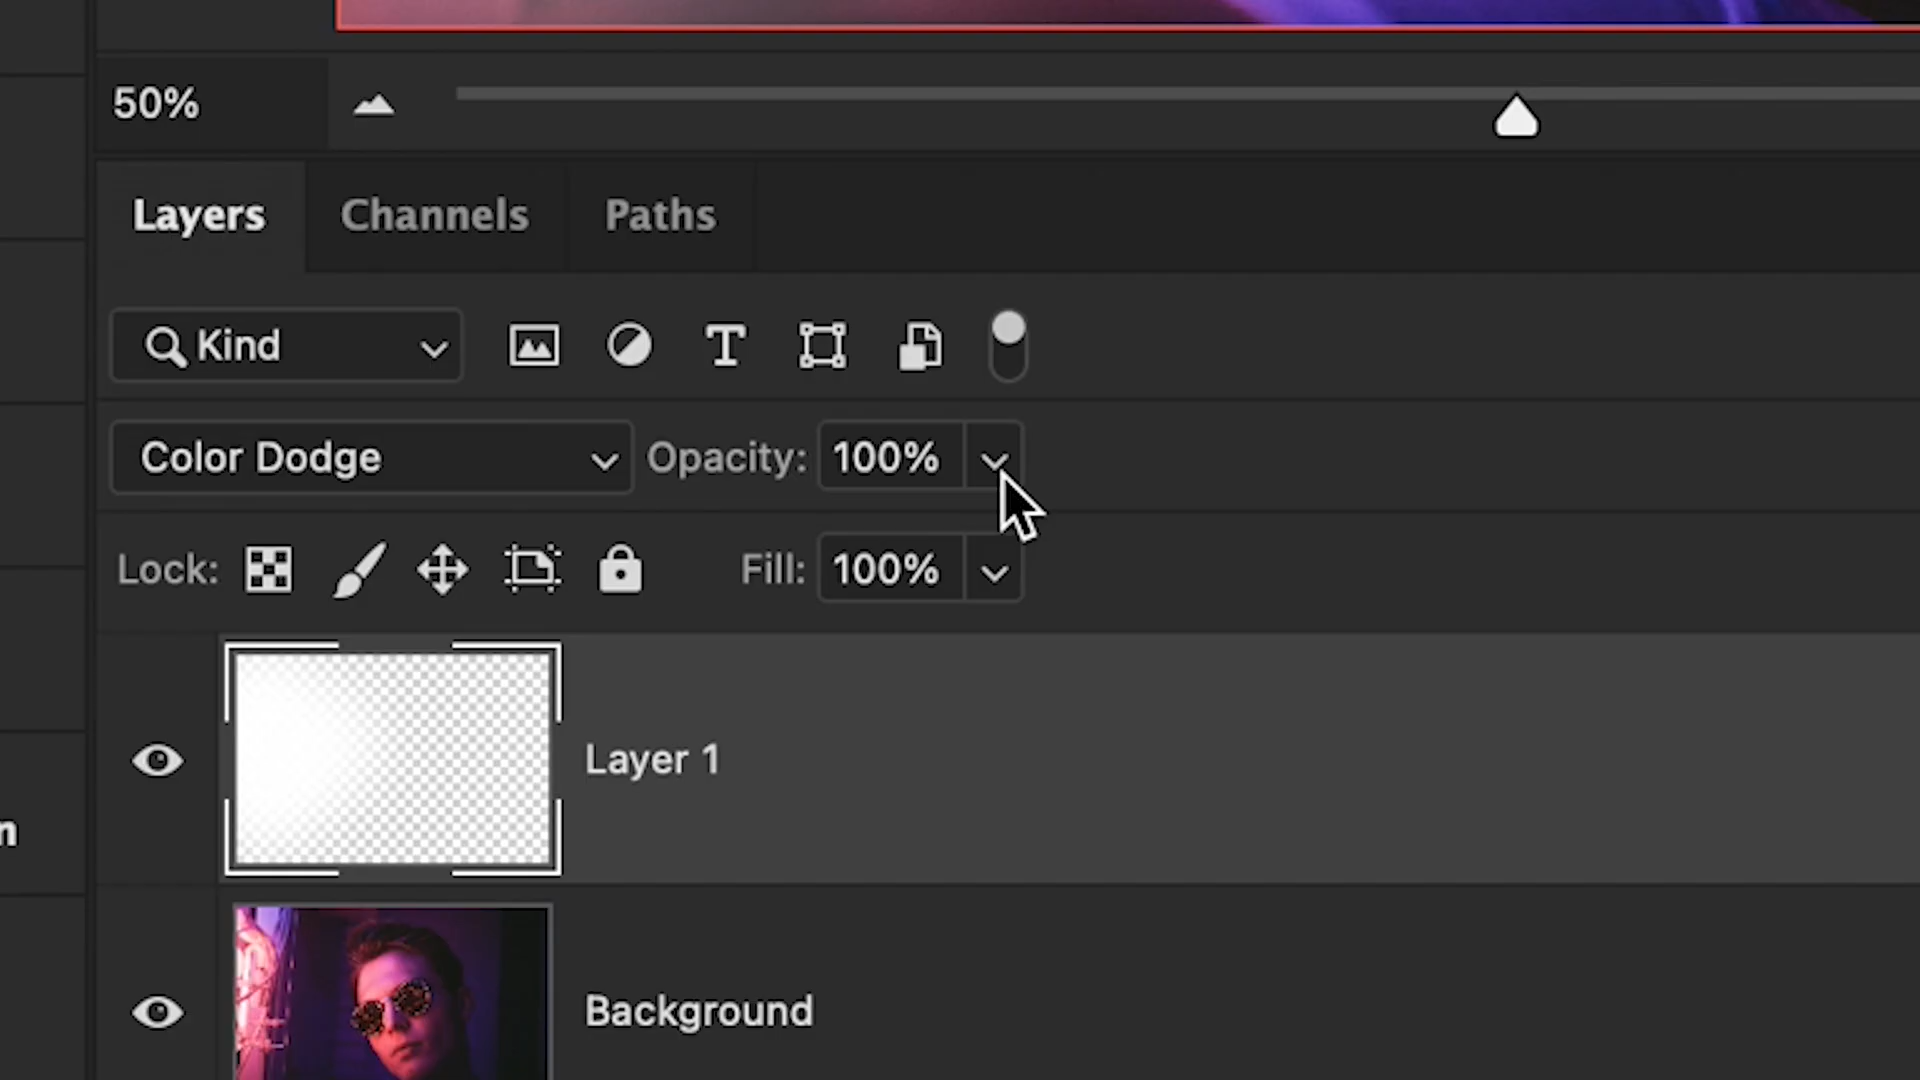 50%
Layers Channels Paths
Kind
Color Dodge Opacity: 100%
Lock: Fill: 100%
Layer 1
n
Background